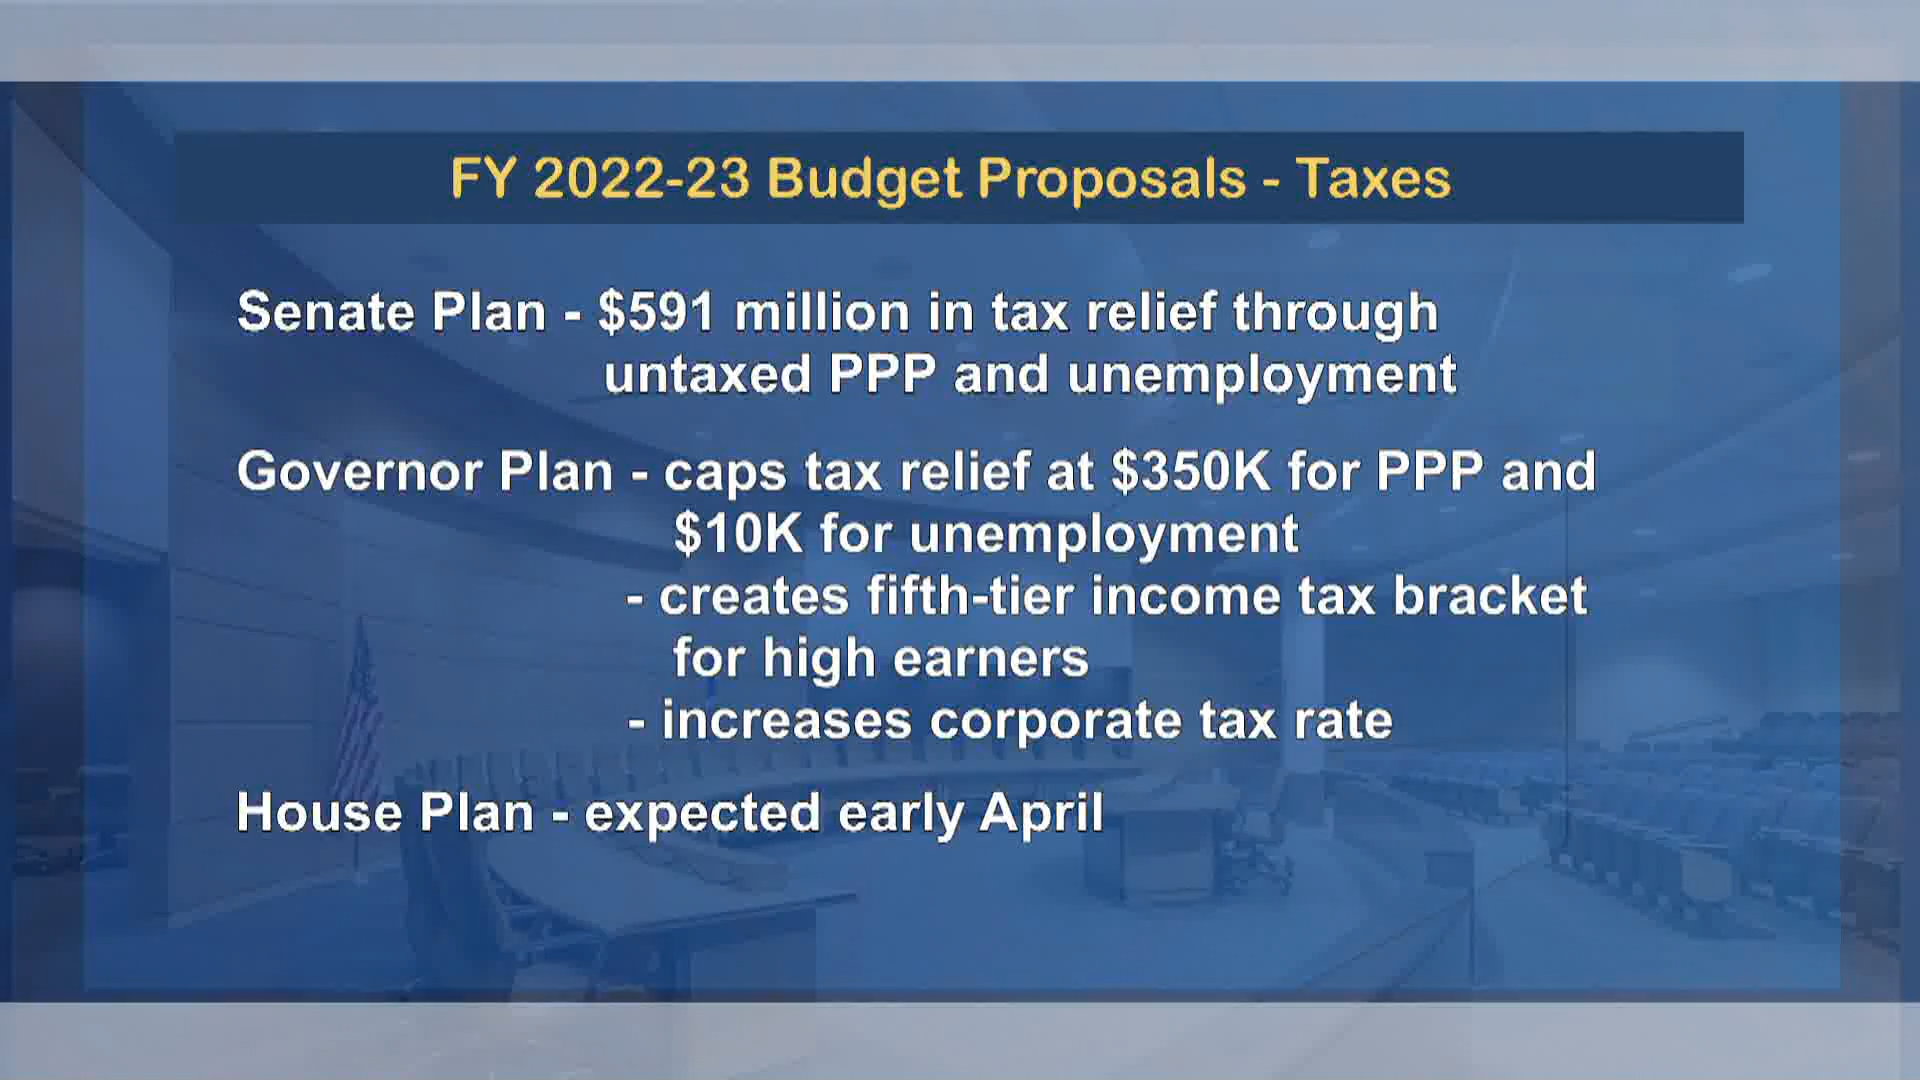 FY 2022-23 Budget Proposals - Taxes
Senate Plan - $591 million in tax relief through
untaxed PPP and unemployment
Governor Plan - caps tax relief at $350K for PPP and
$10K for unemployment
- creates fifth-tier income tax bracket
for high earners
- increases corporate tax rate
House Plan - expected early April